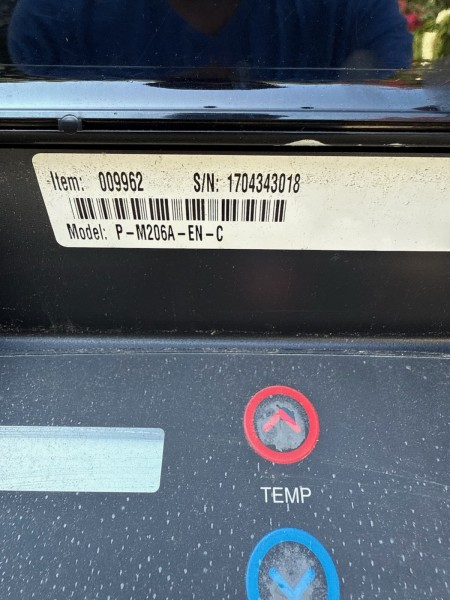 Item: 009962 S/N: 1704343018
Model: P-M206A-EN-C
TEMP